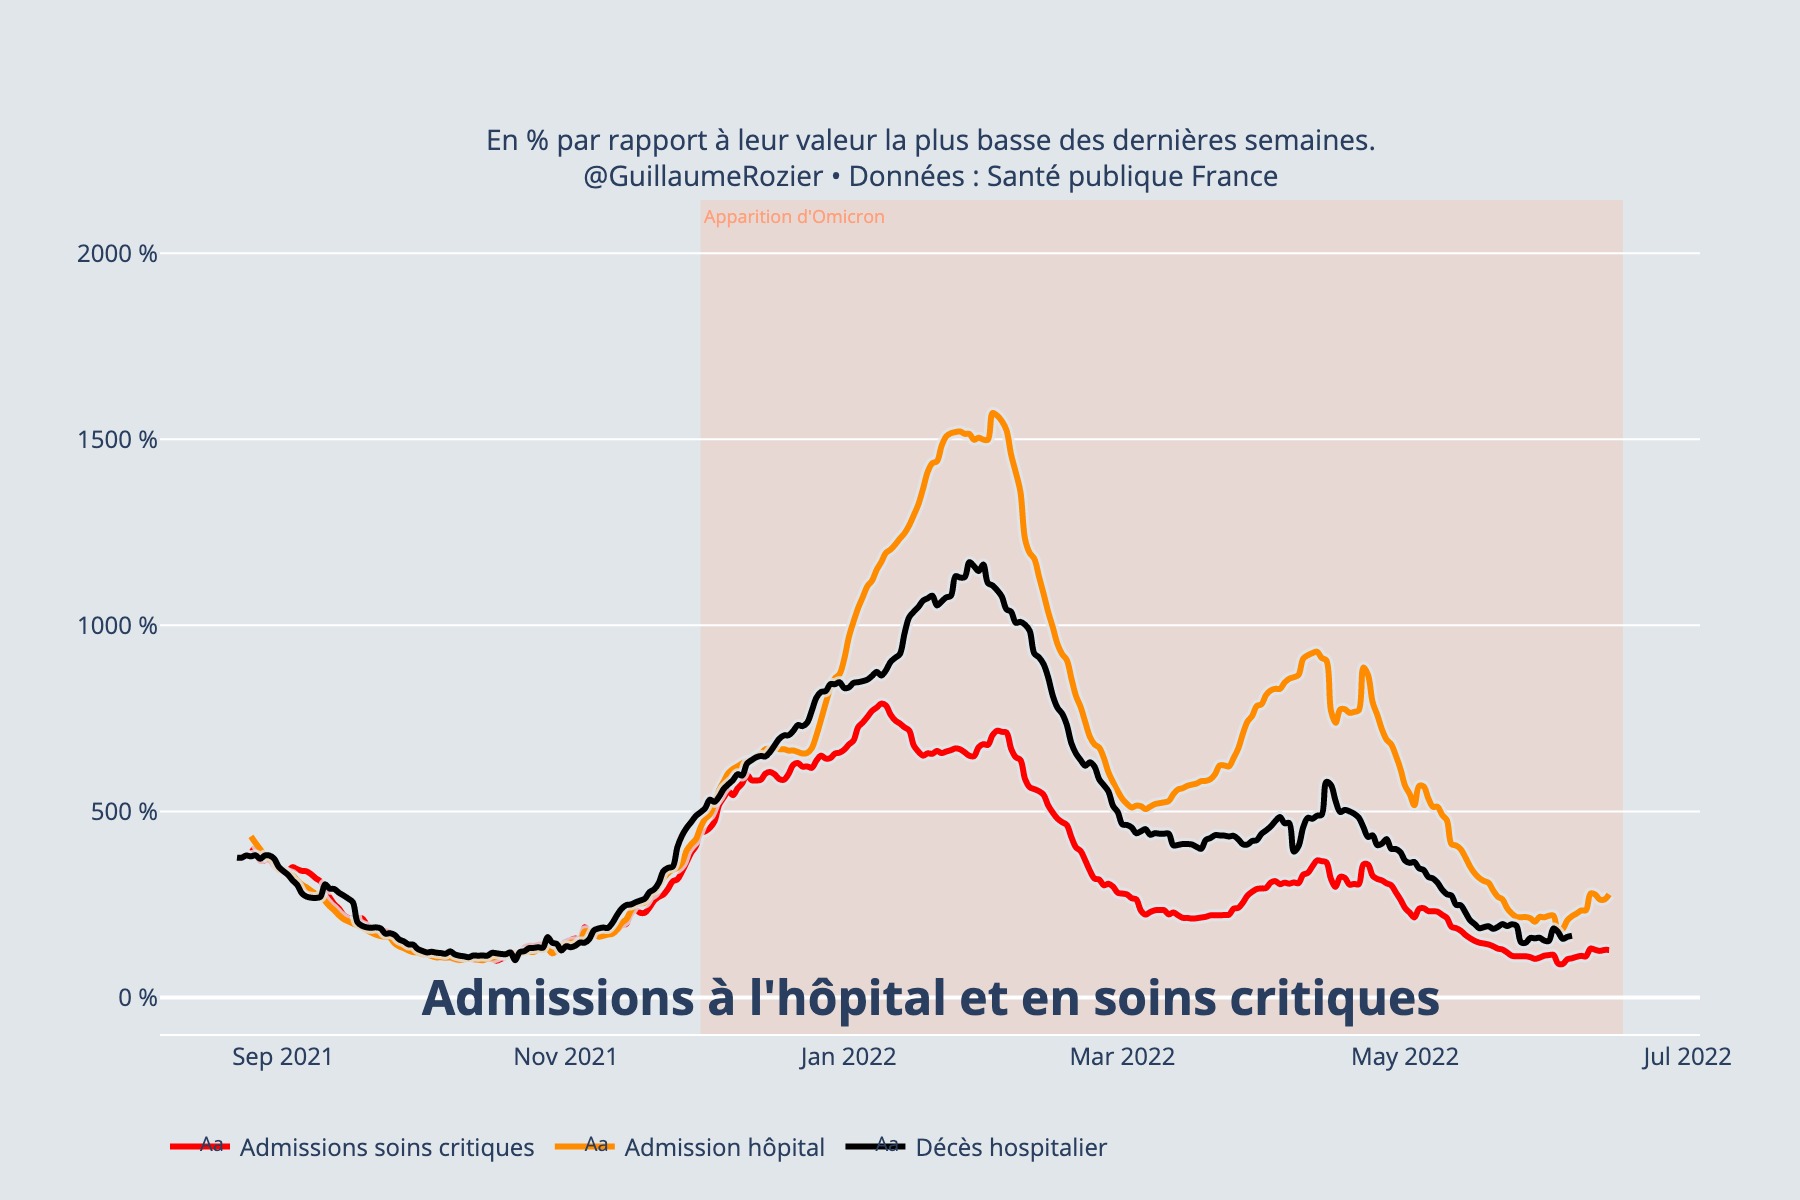 En % par rapport à leur valeur la plus basse des dernières semaines.
@GuillaumeRozier • Données : Santé publique France
Apparition d'Omicron
2000 %
1500 %
1000 %
500 %
0 %
Admissions à l'hôpital et en soins critiques
Sep 2021 Nov 2021 Jan 2022 Mar 2022 May 2022 Jul 2022
Aa Admissions soins critiques Aa Admission hôpital Aa Décès hospitalier